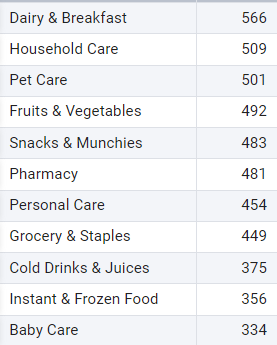 Dairy & Breakfast 566
Household Care 509
Pet Care 501
Fruits & Vegetables 492
Snacks & Munchies 483
Pharmacy 481
Personal Care 454
Grocery & Staples 449
Cold Drinks & Juices 375
Instant & Frozen Food 356
Baby Care 334